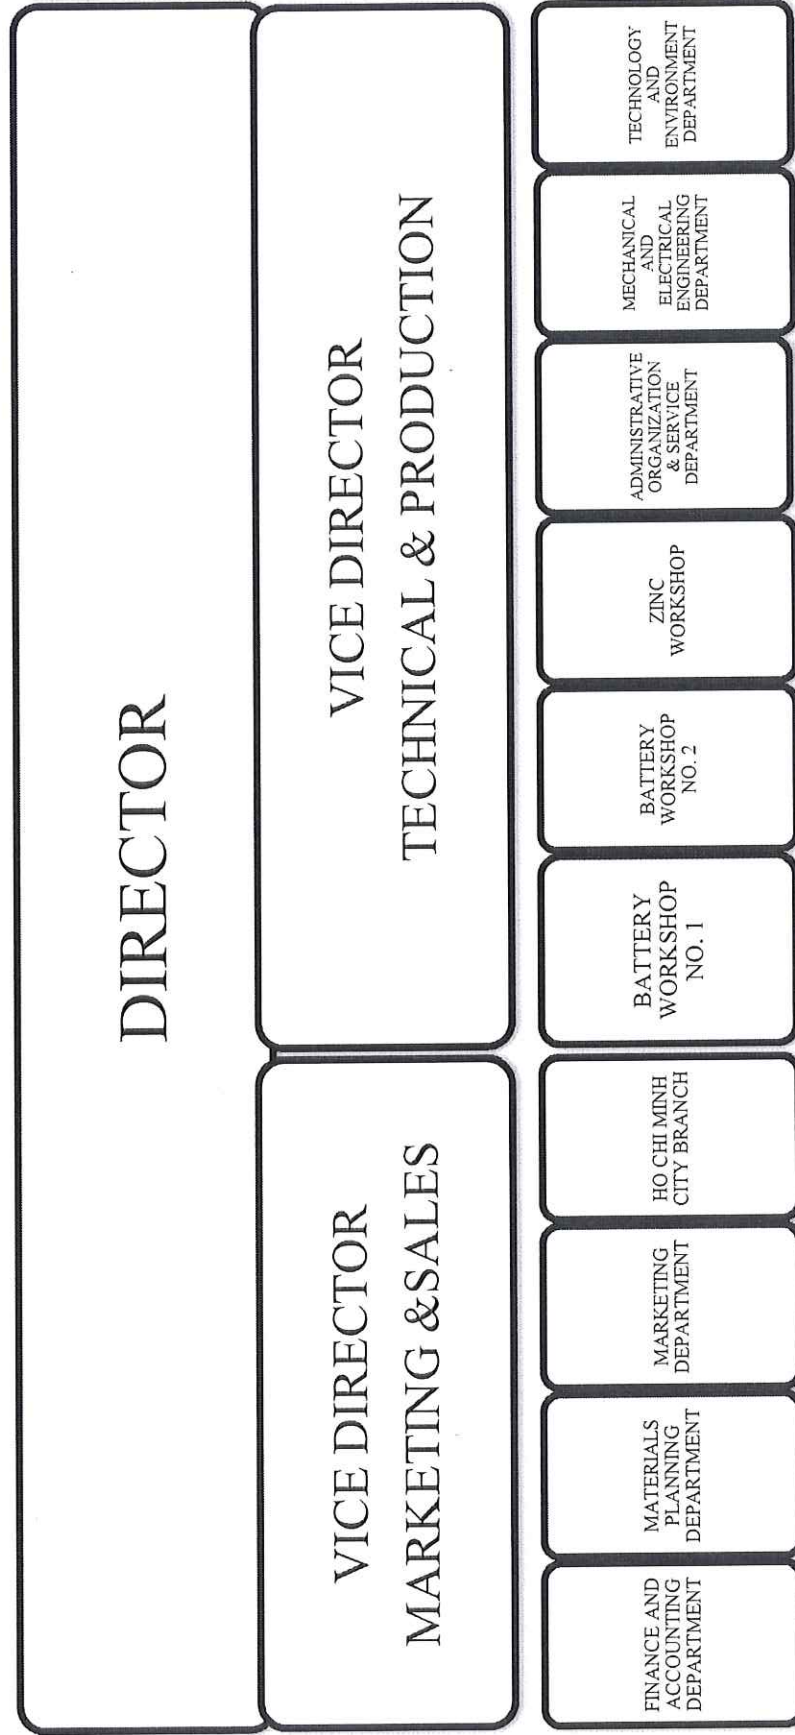 DIRECTOR
VICE DIRECTOR
MARKETING &SALES
VICE DIRECTOR
TECHNICAL & PRODUCTION
FINANCE AND
ACCOUNTING
DEPARTMENT
MATERIALS
PLANNING
DEPARTMENT
MARKETING
DEPARTMENT
HO CHI MINH
CITY BRANCH
BATTERY
WORKSHOP
NO. 1
BATTERY
WORKSHOP
NO. 2
ZINC
WORKSHOP
ADMINISTRATIVE
ORGANIZATION
& SERVICE
DEPARTMENT
MECHANICAL
AND
ELECTRICAL
ENGINEERING
DEPARTMENT
TECHNOLOGY
AND
ENVIRONMENT
DEPARTMENT